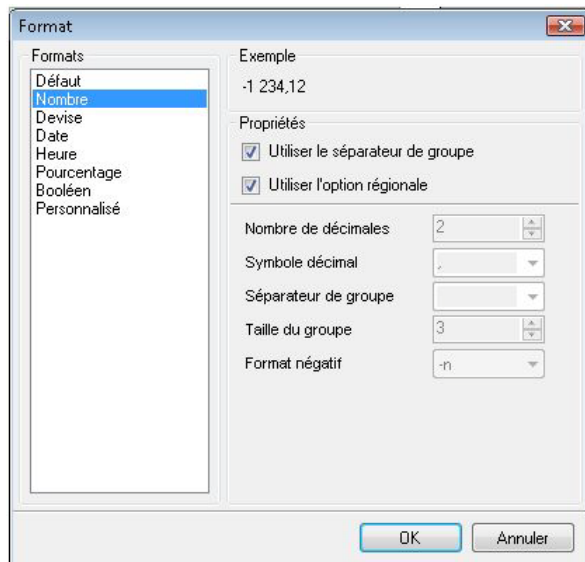 Format
Formats
Défaut
Nombre
Devise
Date
Heure
Pourcentage
Booléen
Personnalisé
Exemple
-1 234,12
Propriétés
Utiliser le séparateur de groupe
Utiliser l'option régionale
Nombre de décimales 2
Symbole décimal ,
Séparateur de groupe
Taille du groupe 3
Format négatif -n
OK Annuler